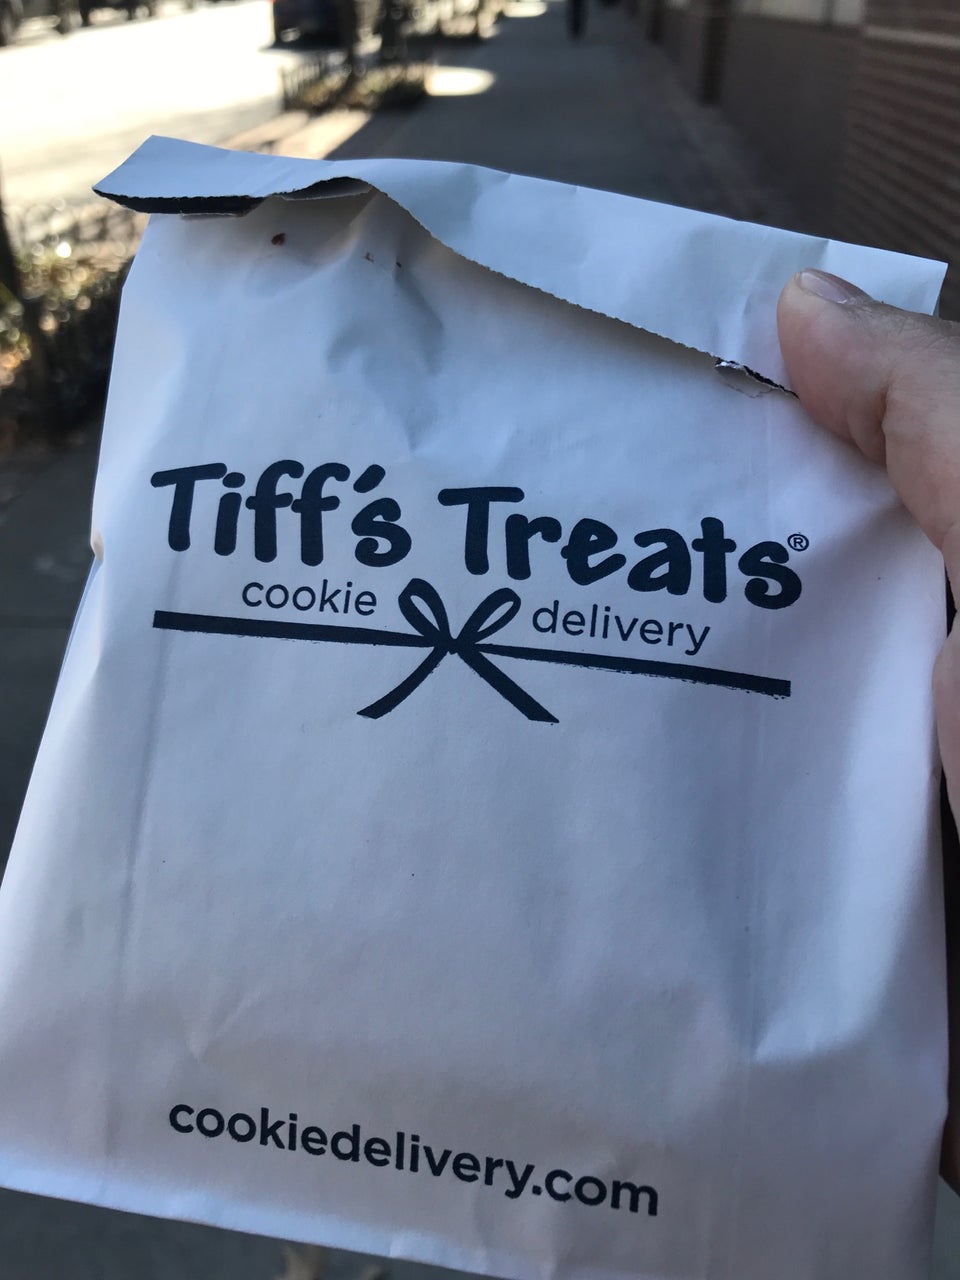 Tiff's Treats®
cookie delivery
cookiedelivery.com